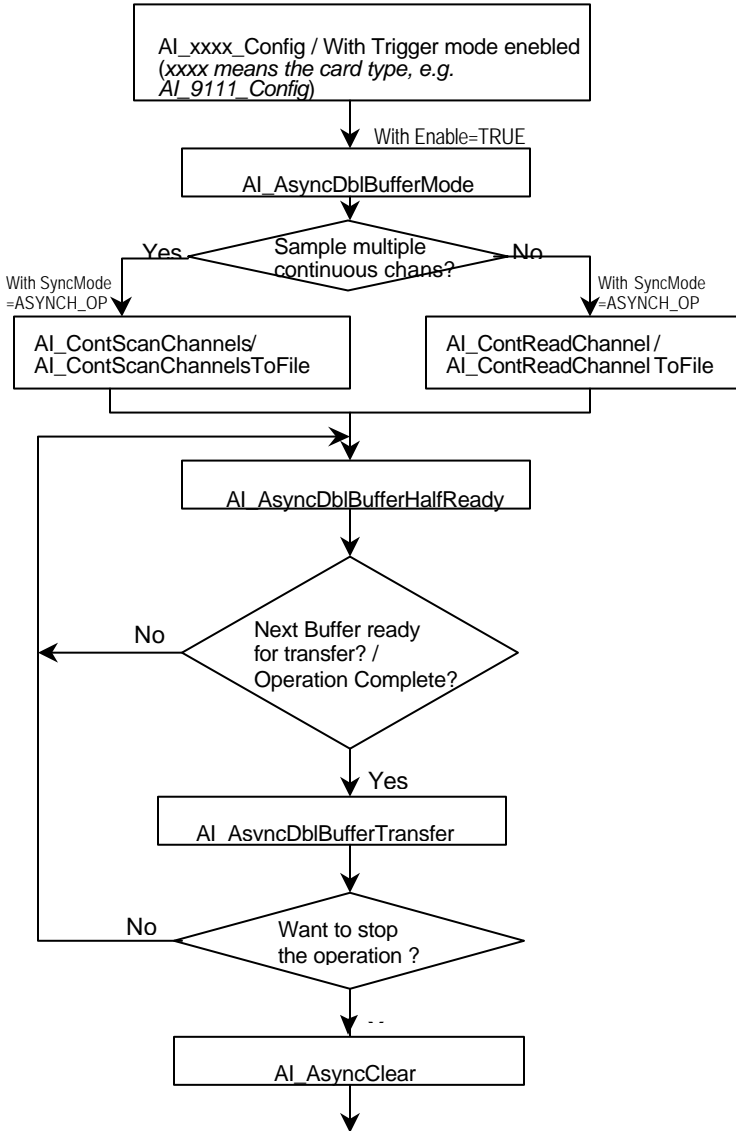 AI_xxxx_Config / With Trigger mode enebled
(xxxx means the card type, e.g.
AI_9111_Config)
With Enable=TRUE
AI_AsyncDblBufferMode
Yes
Sample multiple
continuous chans?
No
With SyncMode
=ASYNCH_OP
With SyncMode
=ASYNCH_OP
AI_ContScanChannels/
AI_ContScanChannelsToFile
AI_ContReadChannel /
AI_ContReadChannel ToFile
AI_AsyncDblBufferHalfReady
No
Next Buffer ready
for transfer? /
Operation Complete?
Yes
AI_AsyncDblBufferTransfer
No
Want to stop
the operation ?
AI_AsyncClear